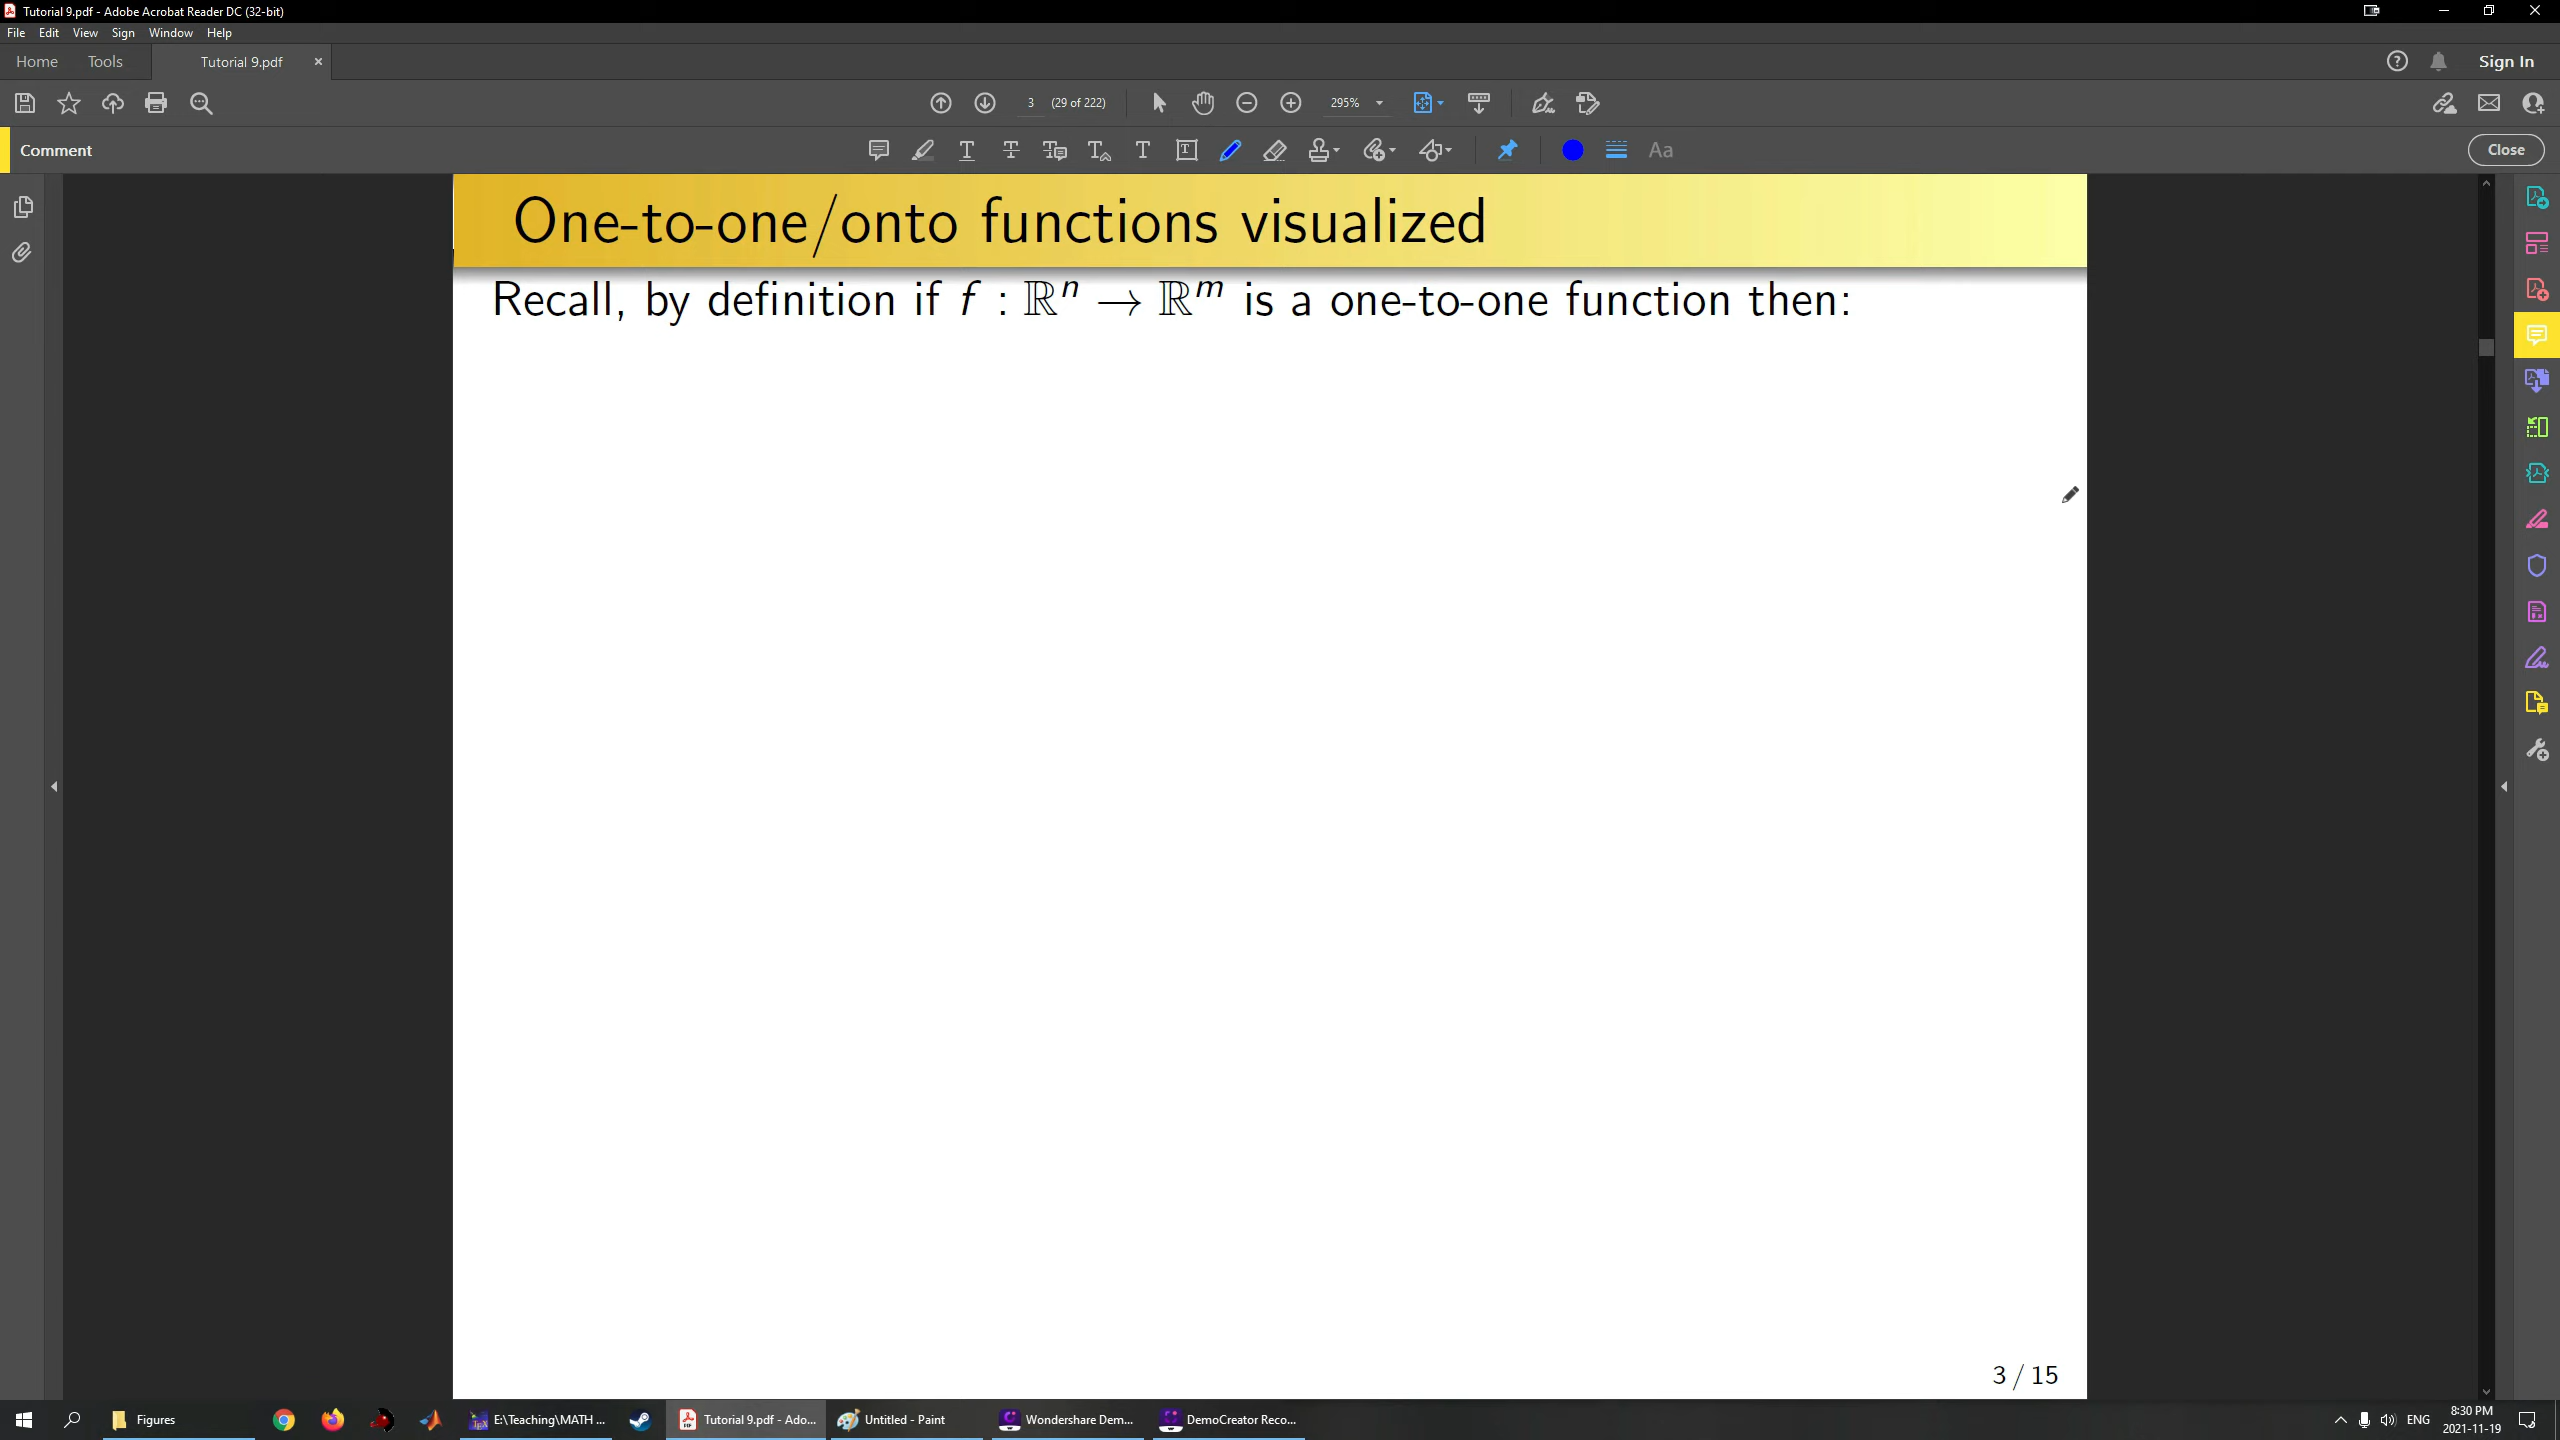 Tutorial 9.pdf - Adobe Acrobat Reader DC (32-bit)
File Edit View Sign Window Help
Home Tools Tutorial 9.pdf × Sign In
3 (29 of 222) 295%
Comment Close
One-to-one/onto functions visualized
Recall, by definition if f : ℝⁿ → ℝᵐ is a one-to-one function then:
3 / 15
Figures E:\Teaching\MATH ... Tutorial 9.pdf - Ado... Untitled - Paint Wondershare Dem... DemoCreator Reco... ENG 8:30 PM
2021-11-19